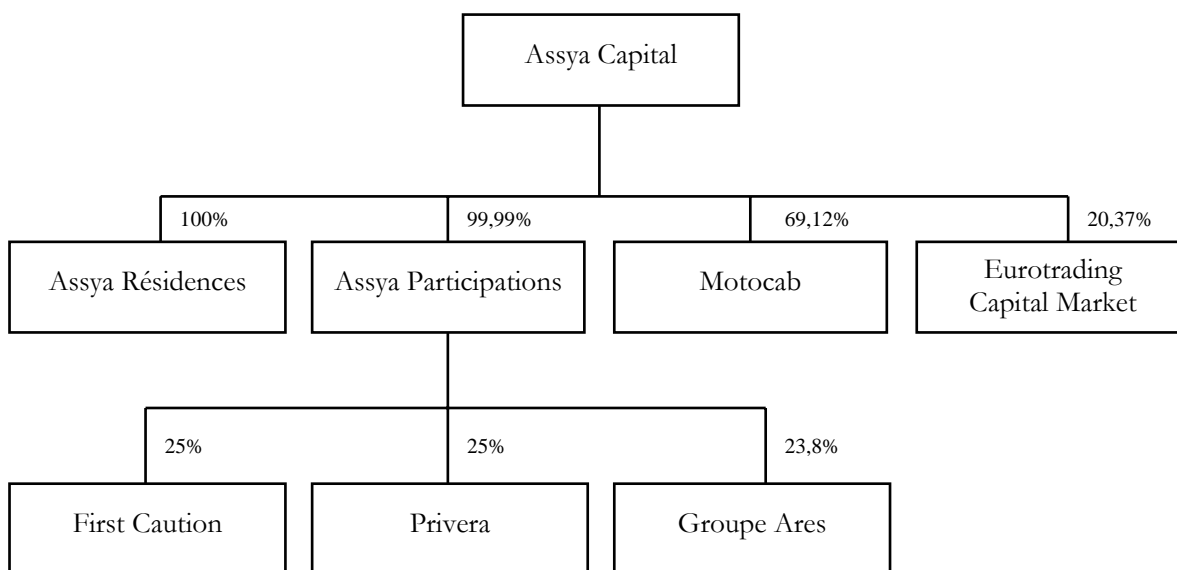 Assya Capital
100%
99,99%
69,12%
20,37%
Assya Résidences
Assya Participations
Motocab
Eurotrading
Capital Market
25%
25%
23,8%
First Caution
Privera
Groupe Ares